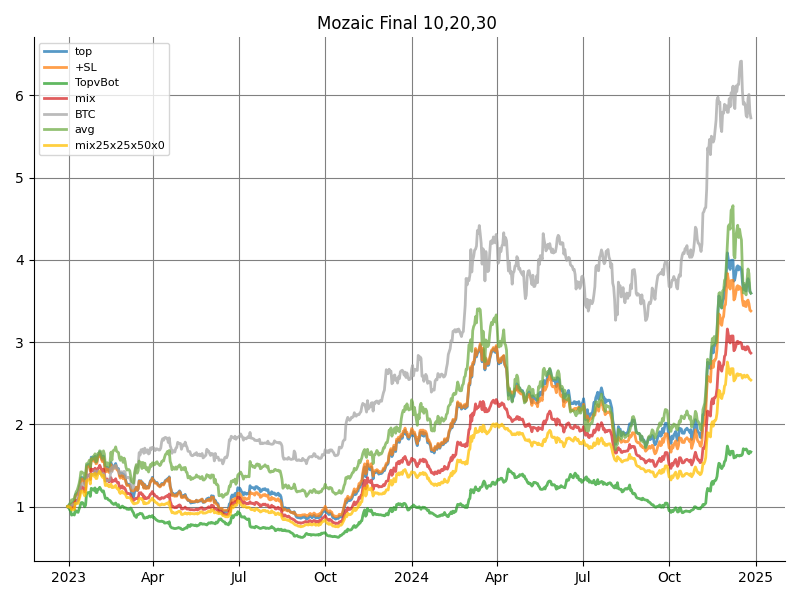 Mozaic Final 10,20,30
top
+SL
TopvBot
mix
BTC
avg
mix25x25x50x0
6
5
4
3
2
1
2023 Apr Jul Oct 2024 Apr Jul Oct 2025